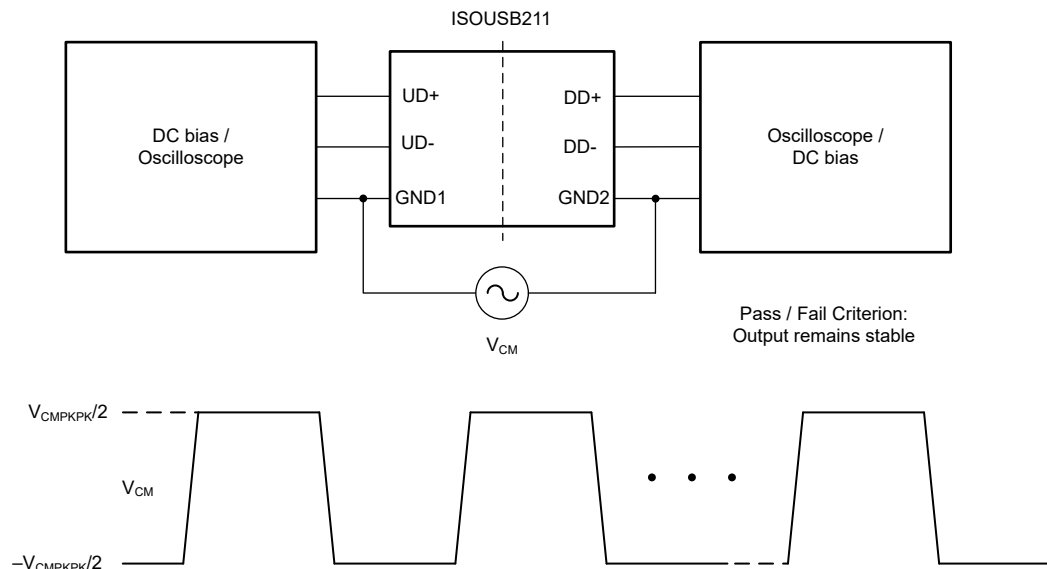 ISOUSB211
DC bias /
Oscilloscope
UD+
UD-
GND1
DD+
DD-
GND2
Oscilloscope /
DC bias
V_CM
Pass / Fail Criterion:
Output remains stable
V_CMPKPK/2
V_CM
–V_CMPKPK/2